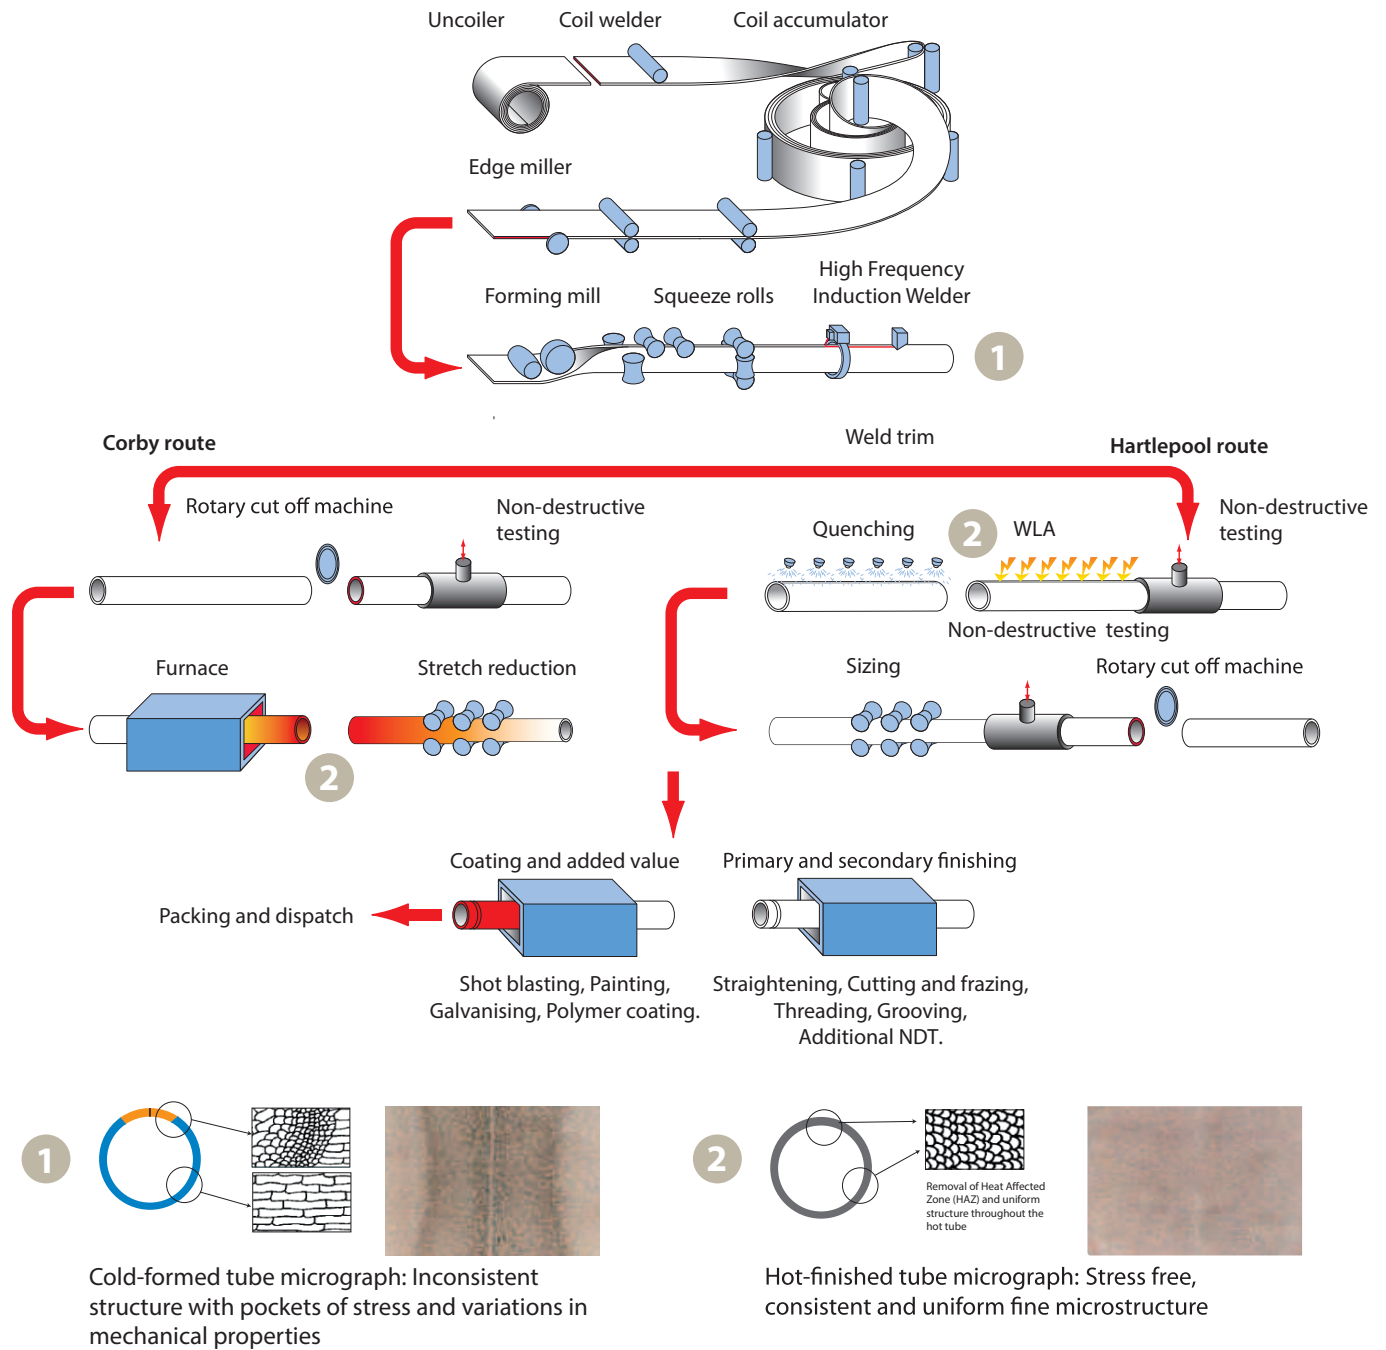 Uncoiler
Coil welder
Coil accumulator
Edge miller
Forming mill
Squeeze rolls
High Frequency
Induction Welder
1
Corby route
Weld trim
Hartlepool route
Rotary cut off machine
Non-destructive
testing
Quenching
2
WLA
Non-destructive
testing
Non-destructive testing
Furnace
Stretch reduction
Sizing
Rotary cut off machine
2
Coating and added value
Primary and secondary finishing
Packing and dispatch
Shot blasting, Painting,
Galvanising, Polymer coating.
Straightening, Cutting and frazing,
Threading, Grooving,
Additional NDT.
1
Cold-formed tube micrograph: Inconsistent
structure with pockets of stress and variations in
mechanical properties
2
Removal of Heat Affected
Zone (HAZ) and uniform
structure throughout the
hot tube
Hot-finished tube micrograph: Stress free,
consistent and uniform fine microstructure